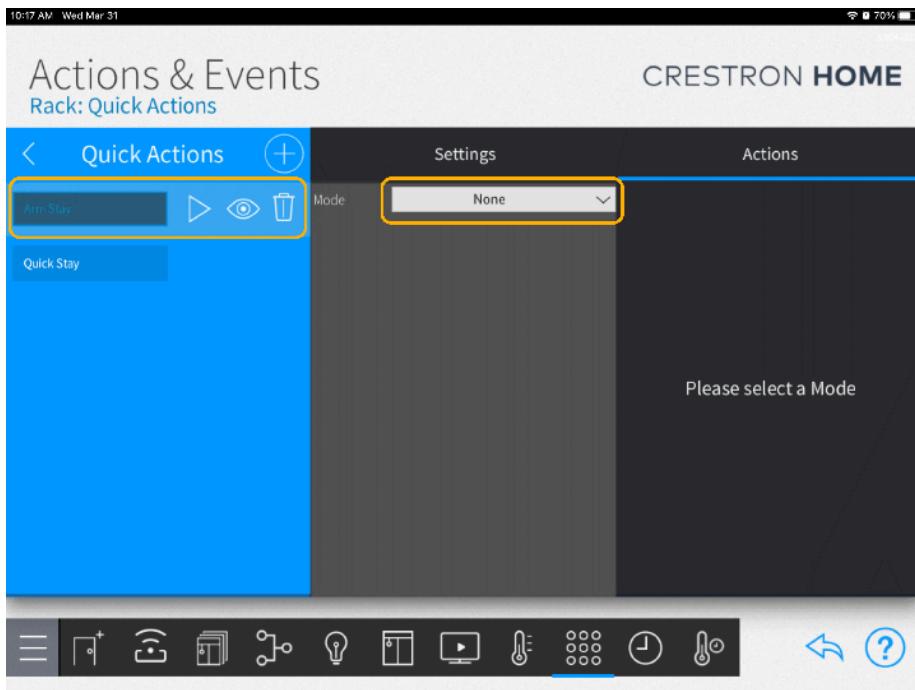 10:17 AM Wed Mar 31
70%
Actions & Events
CRESTRON HOME
Rack: Quick Actions
Quick Actions
Settings
Actions
Arm Stay
Mode
None
Quick Stay
Please select a Mode
?